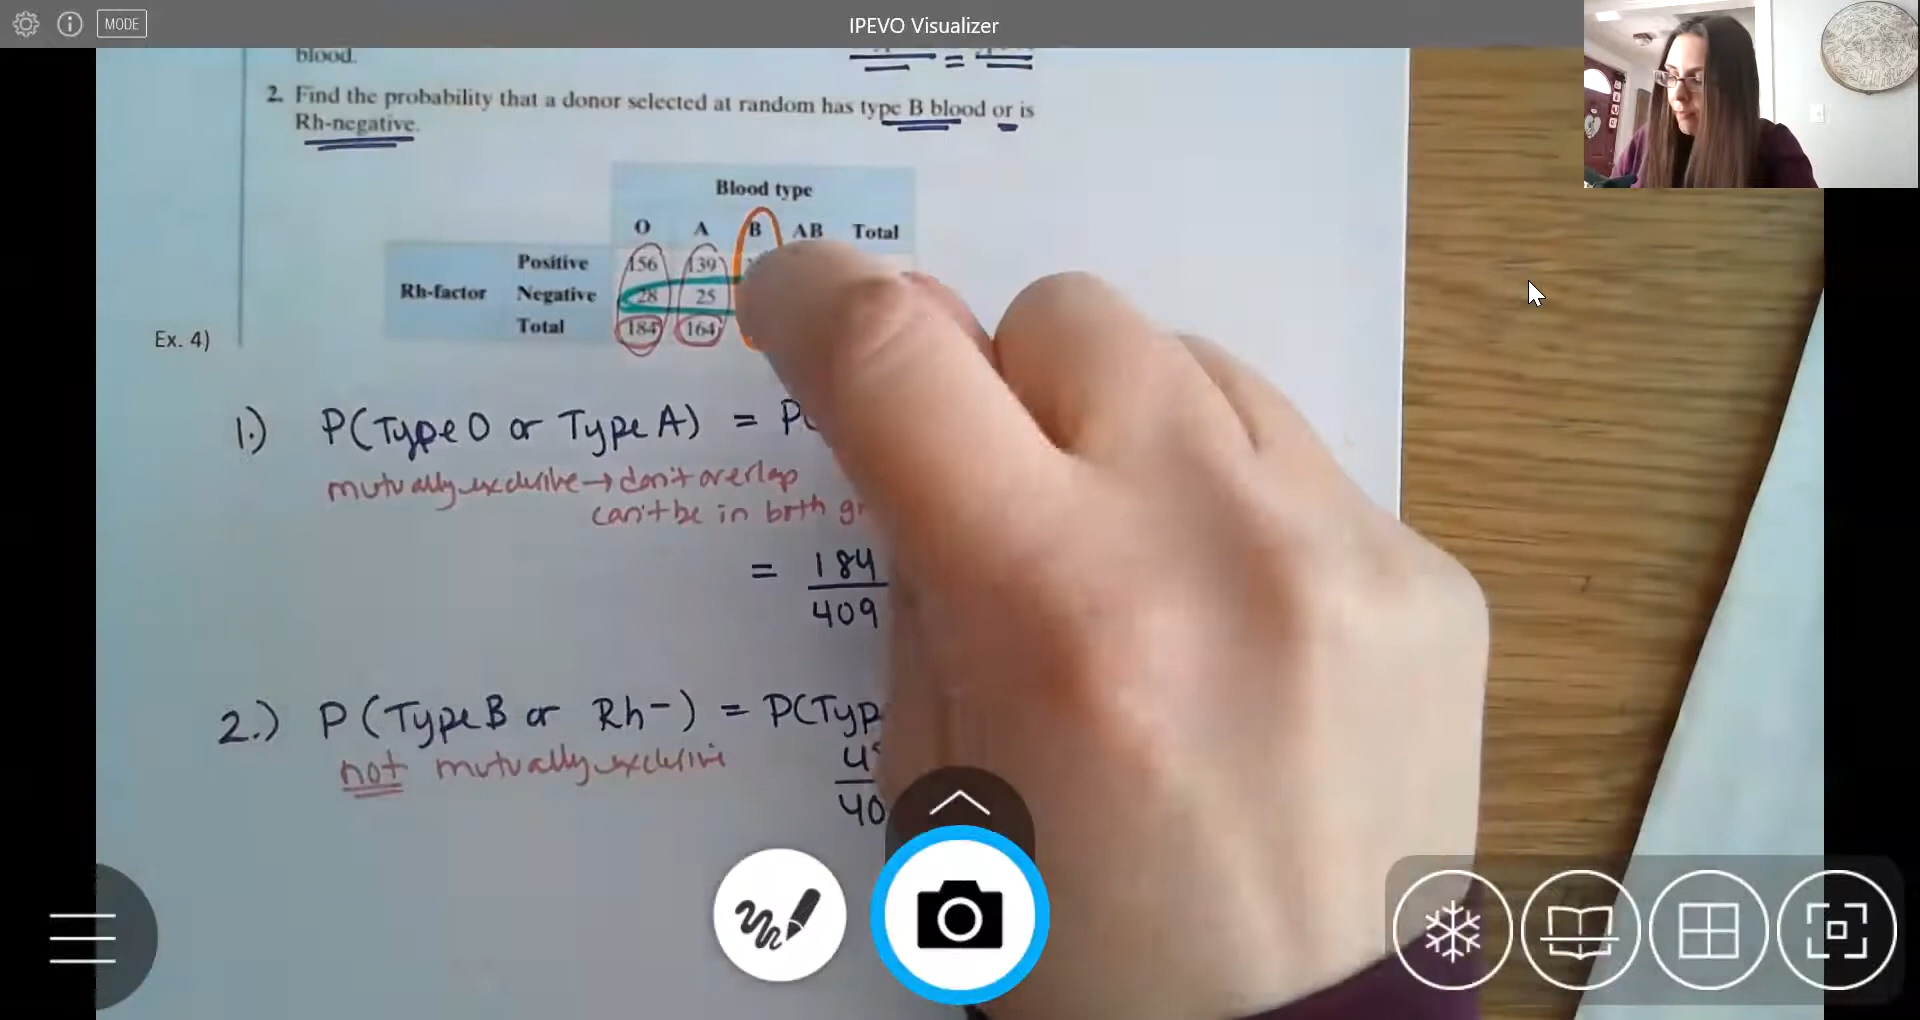 MODE
IPEVO Visualizer
blood.
=
2. Find the probability that a donor selected at random has type B blood or is
Rh-negative.
Blood type
O A B AB Total
Positive 156 139
Rh-factor Negative 28 25
Total 184 164
Ex. 4)
1.) P(Type O or Type A) = P(
mutually exclusive → don't overlap
can't be in both gr
= 184
409
2.) P(Type B or Rh-) = P(Typ
not mutually exclusive
4
40